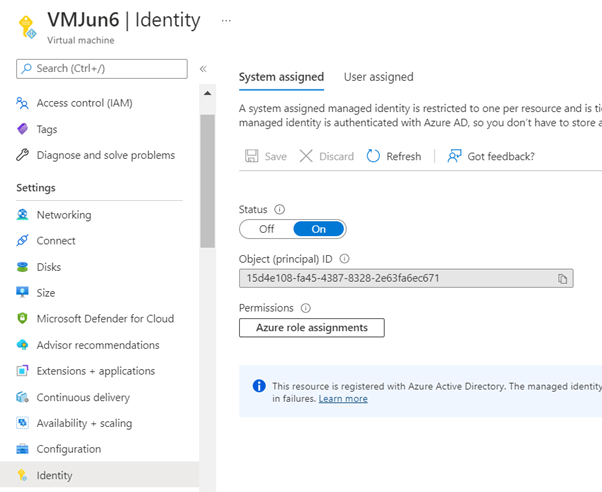 VMJun6 | Identity ...
Virtual machine
Search (Ctrl+/)
«
Access control (IAM)
Tags
Diagnose and solve problems
Settings
Networking
Connect
Disks
Size
Microsoft Defender for Cloud
Advisor recommendations
Extensions + applications
Continuous delivery
Availability + scaling
Configuration
Identity
System assigned User assigned
A system assigned managed identity is restricted to one per resource and is
managed identity is authenticated with Azure AD, so you don't have to store
Save Discard Refresh Got feedback?
Status
Off On
Object (principal) ID
15d4e108-fa45-4387-8328-2e63fa6ec671
Permissions
Azure role assignments
This resource is registered with Azure Active Directory. The managed identity
in failures. Learn more